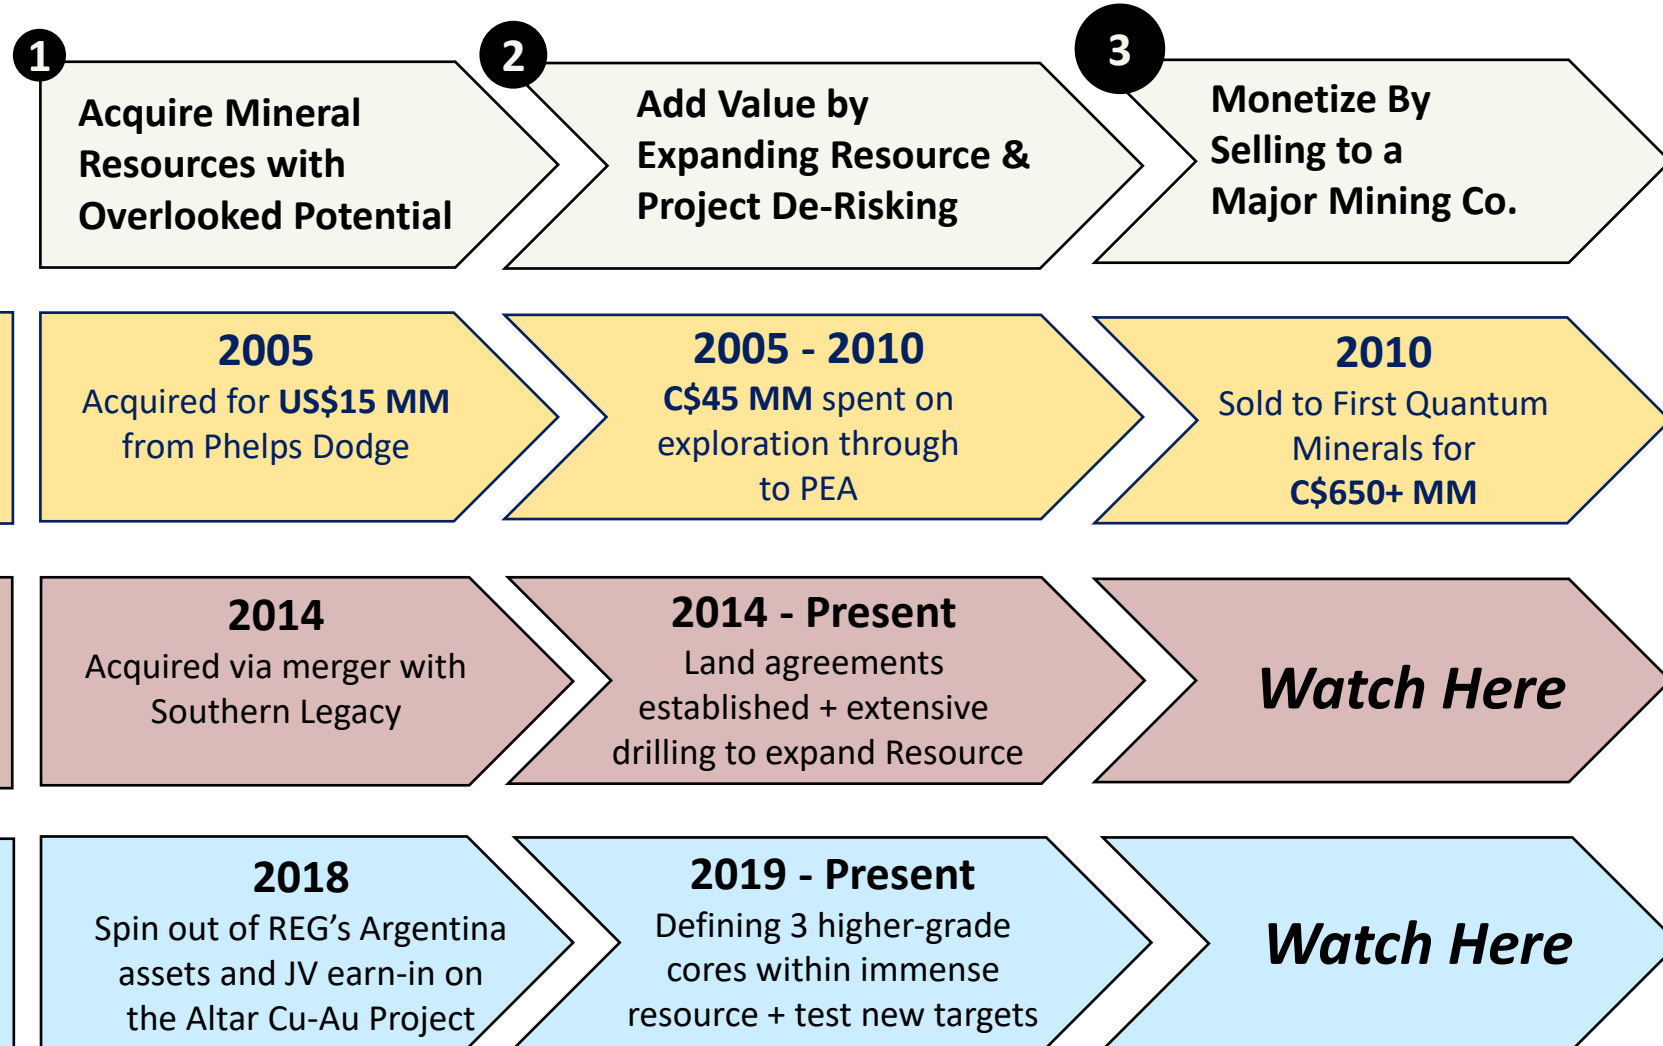 1
Acquire Mineral
Resources with
Overlooked Potential
2
Add Value by
Expanding Resource &
Project De-Risking
3
Monetize By
Selling to a
Major Mining Co.
2005
Acquired for US$15 MM
from Phelps Dodge
2005 - 2010
C$45 MM spent on
exploration through
to PEA
2010
Sold to First Quantum
Minerals for
C$650+ MM
2014
Acquired via merger with
Southern Legacy
2014 - Present
Land agreements
established + extensive
drilling to expand Resource
Watch Here
2018
Spin out of REG’s Argentina
assets and JV earn-in on
the Altar Cu-Au Project
2019 - Present
Defining 3 higher-grade
cores within immense
resource + test new targets
Watch Here